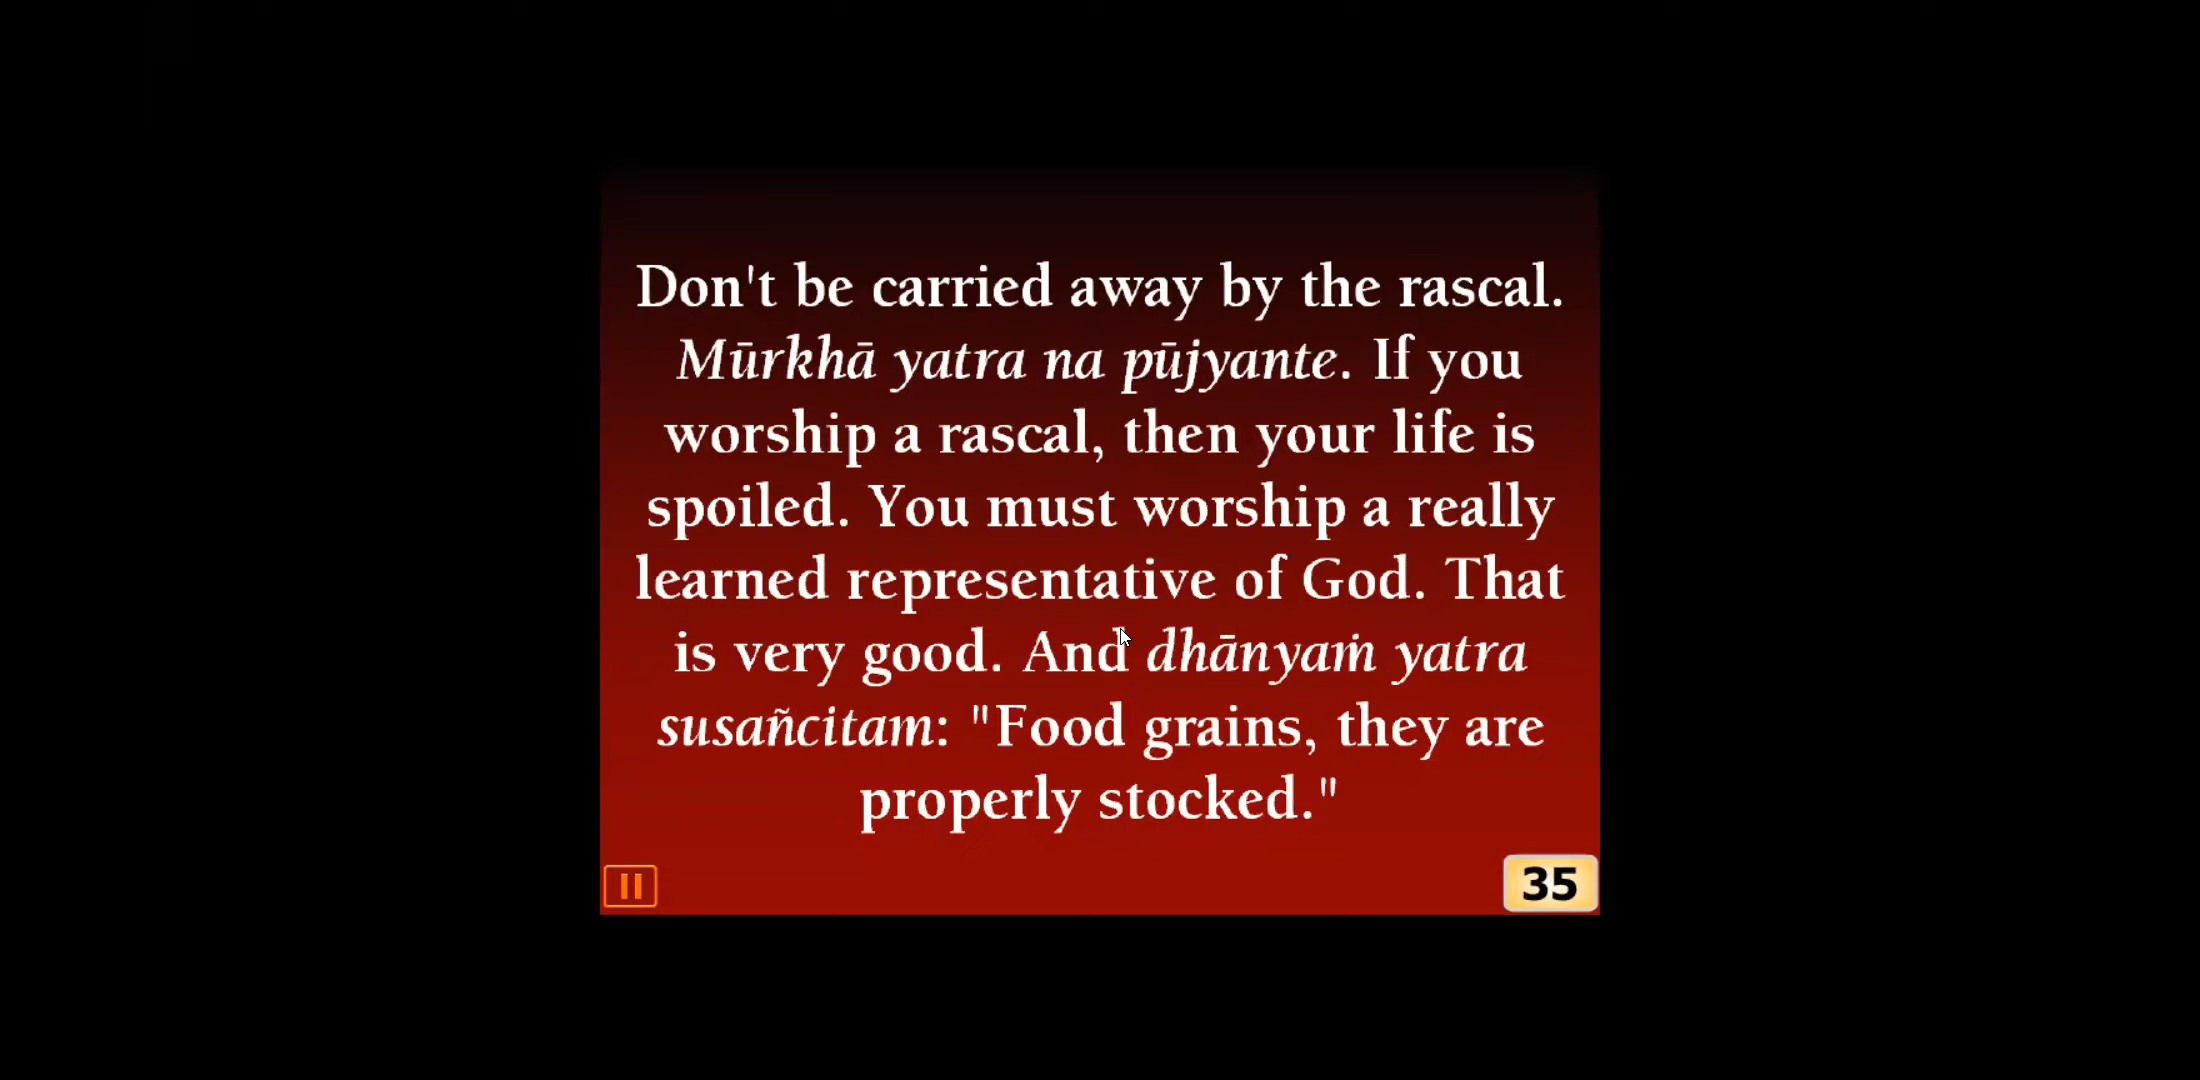 Don't be carried away by the rascal.
Mūrkhā yatra na pūjyante. If you
worship a rascal, then your life is
spoiled. You must worship a really
learned representative of God. That
is very good. And dhānyaṁ yatra
susañcitam: "Food grains, they are
properly stocked."
35